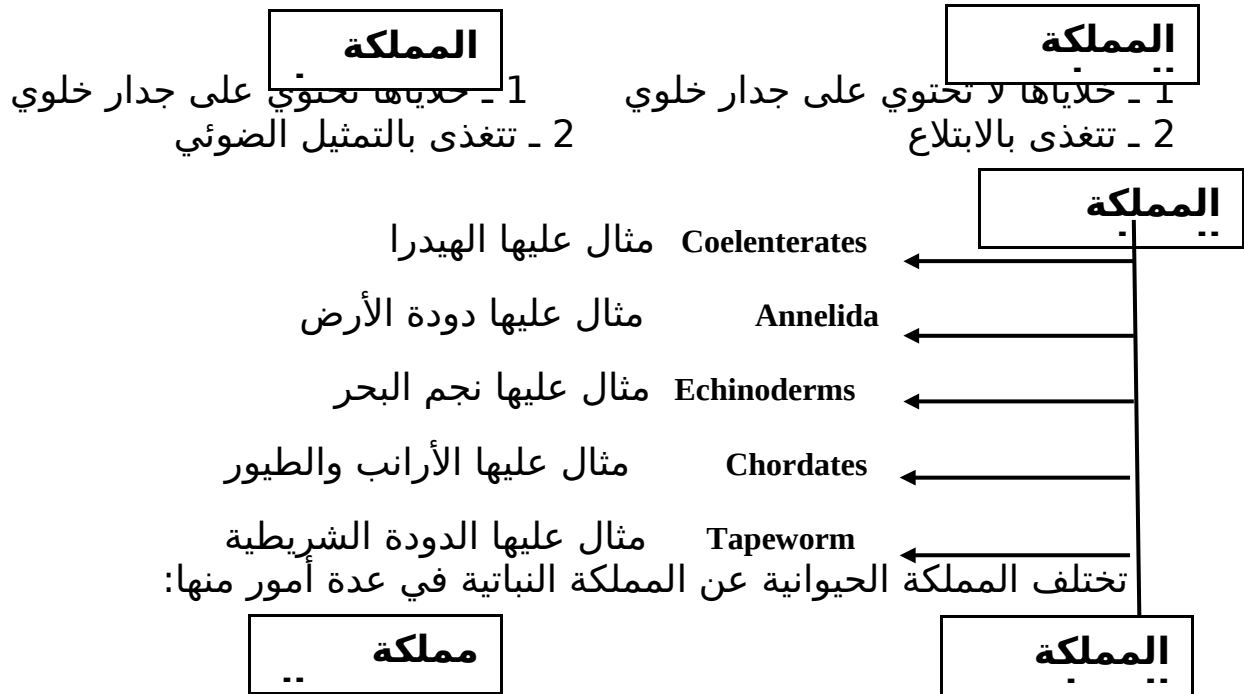 المملكة
المملكة
1 ـ خلاياها لا تحتوي على جدار خلوي
1 ـ خلاياها تحتوي على جدار خلوي
2 ـ تتغذى بالابتلاع
2 ـ تتغذى بالتمثيل الضوئي
المملكة
Coelenterates مثال عليها الهيدرا
Annelida مثال عليها دودة الأرض
Echinoderms مثال عليها نجم البحر
Chordates مثال عليها الأرانب والطيور
Tapeworm مثال عليها الدودة الشريطية
تختلف المملكة الحيوانية عن المملكة النباتية في عدة أمور منها:
المملكة
مملكة